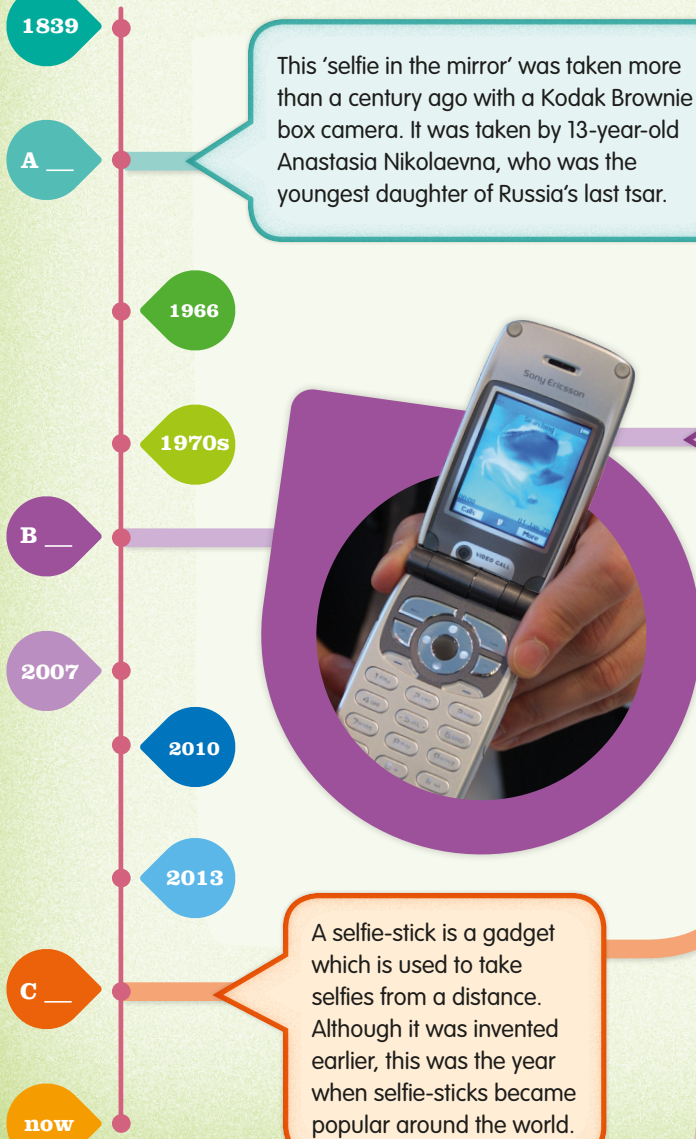 1839
This ‘selfie in the mirror’ was taken more
than a century ago with a Kodak Brownie
box camera. It was taken by 13-year-old
Anastasia Nikolaevna, who was the
youngest daughter of Russia’s last tsar.
A __
1966
1970s
Sony Ericsson
Calls
More
VIDEO CALL
B __
2007
2010
2013
A selfie-stick is a gadget
which is used to take
selfies from a distance.
Although it was invented
earlier, this was the year
when selfie-sticks became
popular around the world.
C __
now